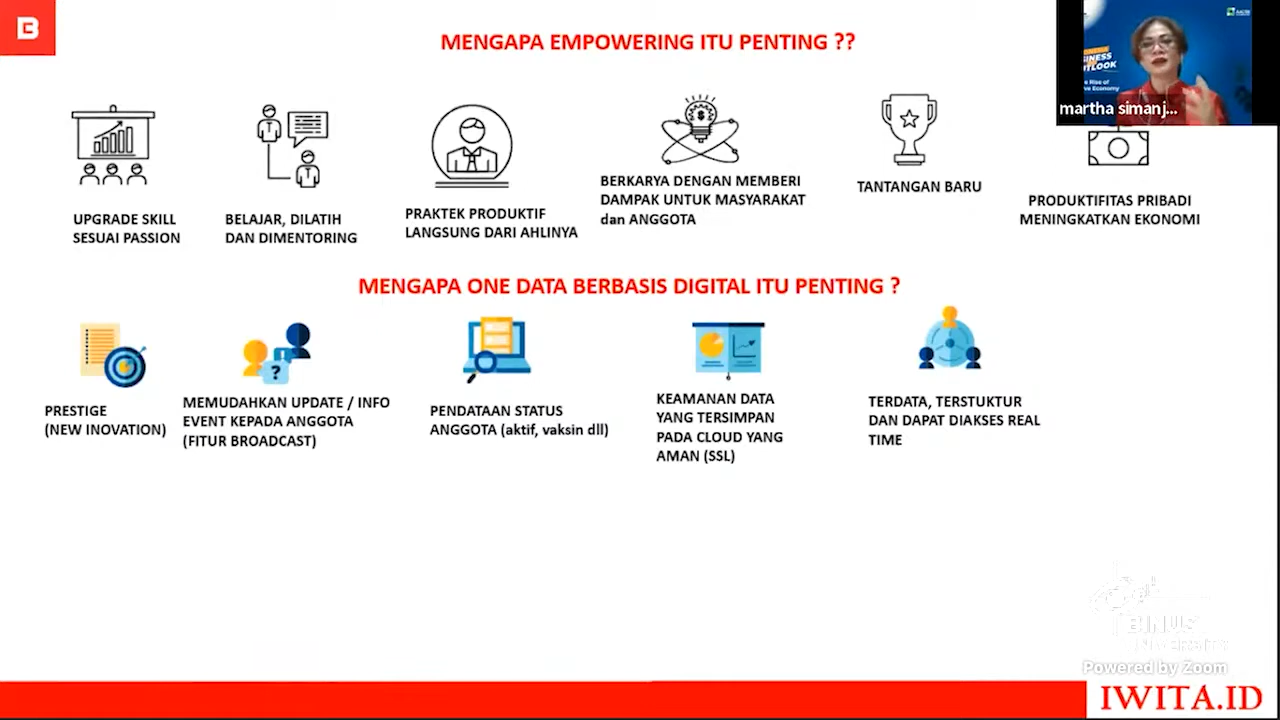 MENGAPA EMPOWERING ITU PENTING ??
martha simanj...
UPGRADE SKILL
SESUAI PASSION
BELAJAR, DILATIH
DAN DIMENTORING
PRAKTEK PRODUKTIF
LANGSUNG DARI AHLINYA
BERKARYA DENGAN MEMBERI
DAMPAK UNTUK MASYARAKAT
dan ANGGOTA
TANTANGAN BARU
PRODUKTIFITAS PRIBADI
MENINGKATKAN EKONOMI
MENGAPA ONE DATA BERBASIS DIGITAL ITU PENTING ?
?
PRESTIGE
(NEW INOVATION)
MEMUDAHKAN UPDATE / INFO
EVENT KEPADA ANGGOTA
(FITUR BROADCAST)
PENDATAAN STATUS
ANGGOTA (aktif, vaksin dll)
KEAMANAN DATA
YANG TERSIMPAN
PADA CLOUD YANG
AMAN (SSL)
TERDATA, TERSTUKTUR
DAN DAPAT DIAKSES REAL
TIME
BINUS
UNIVERSITY
Powered by Zoom
IWITA.ID